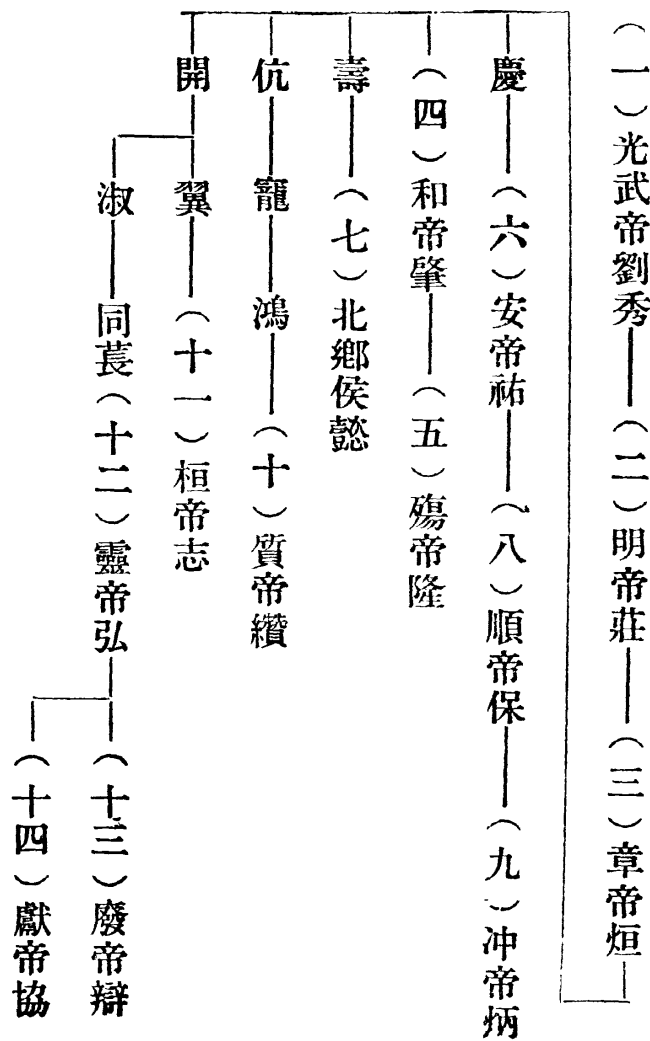 （一）光武帝劉秀——（二）明帝莊——（三）章帝烜
慶——（六）安帝祐——（八）順帝保——（九）冲帝炳
（四）和帝肇——（五）殤帝隆
壽——（七）北鄉侯懿
伉——寵——鴻——（十）質帝纘
開——翼——（十一）桓帝志
淑——同萇（十二）靈帝弘——（十三）廢帝辯
（十四）獻帝協